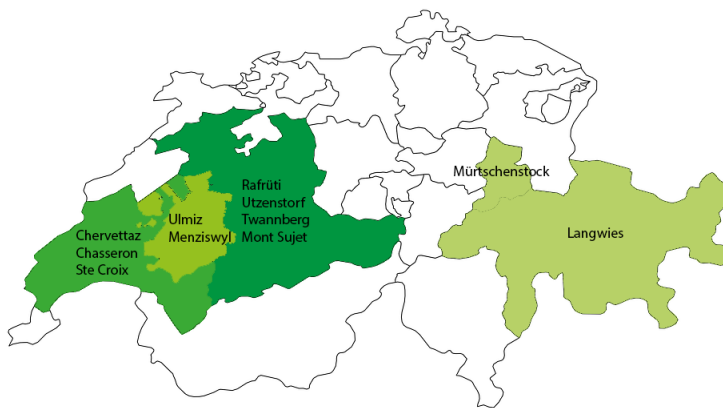 Chervettaz
Chasseron
Ste Croix
Ulmiz
Menziswyl
Rafrüti
Utzenstorf
Twannberg
Mont Sujet
Mürtschenstock
Langwies